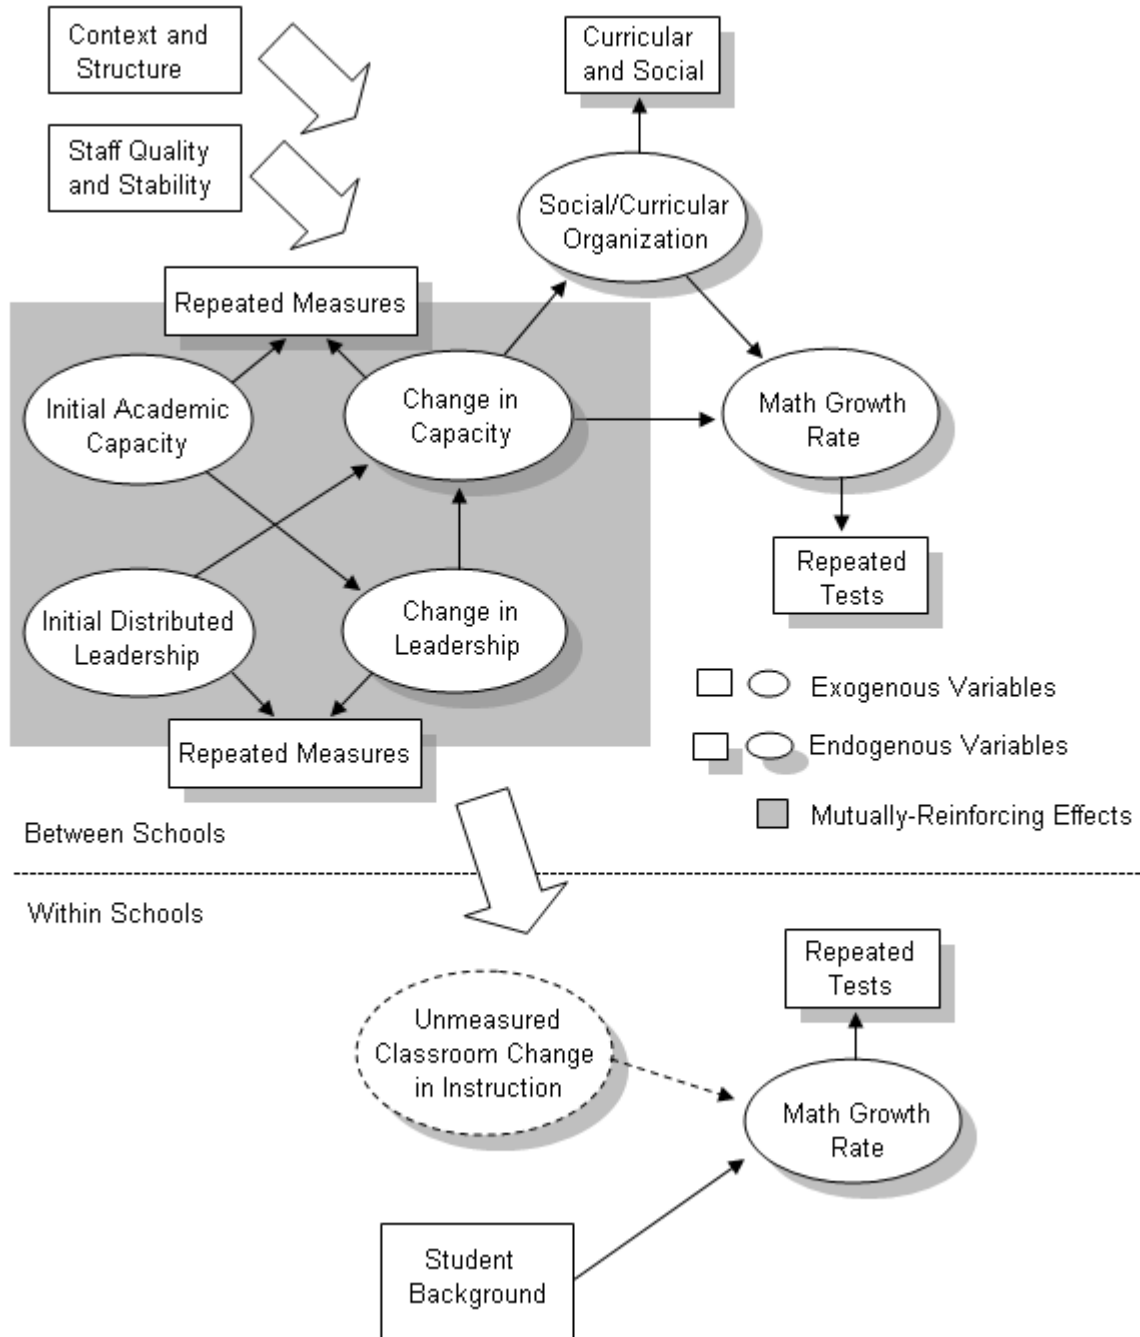 Context and
Structure
Curricular
and Social
Staff Quality
and Stability
Social/Curricular
Organization
Repeated Measures
Initial Academic
Capacity
Change in
Capacity
Math Growth
Rate
Repeated
Tests
Initial Distributed
Leadership
Change in
Leadership
Exogenous Variables
Repeated Measures
Endogenous Variables
Mutually-Reinforcing Effects
Between Schools
Within Schools
Repeated
Tests
Unmeasured
Classroom Change
in Instruction
Math Growth
Rate
Student
Background